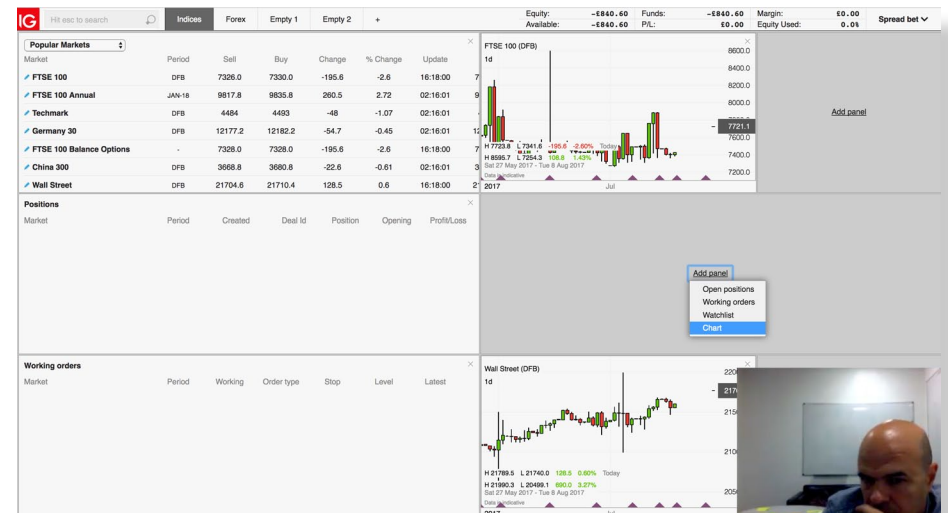 IG Hit esc to search Indices Forex Empty 1 Empty 2 + Equity: -£840.60 Funds: -£840.60 Margin: £0.00 Spread bet
Available: -£840.60 P/L: £0.00 Equity Used: 0.0%
Popular Markets
Market Period Sell Buy Change % Change Update
FTSE 100 DFB 7326.0 7330.0 -195.6 -2.6 16:18:00 7
FTSE 100 Annual JAN-18 9817.8 9835.8 260.5 2.72 02:16:01 9
Techmark DFB 4484 4493 -48 -1.07 02:16:01
Germany 30 DFB 12177.2 12182.2 -54.7 -0.45 02:16:01 12
FTSE 100 Balance Options - 7328.0 7328.0 -195.6 -2.6 16:18:00 7
China 300 DFB 3668.8 3680.8 -22.6 -0.61 02:16:01 3
Wall Street DFB 21704.6 21710.4 128.5 0.6 16:18:00 2
FTSE 100 (DFB)
1d
8600.0
8400.0
8200.0
8000.0
7721.1
7600.0
7400.0
7200.0
H 7723.8 L 7341.6 -195.6 -2.60% Today
H 8595.7 L 7254.3 108.8 1.43%
Sat 27 May 2017 - Tue 8 Aug 2017
Data is indicative
2017 Jul
Add panel
Positions
Market Period Created Deal Id Position Opening Profit/Loss
Add panel
Open positions
Working orders
Watchlist
Chart
Working orders
Market Period Working Order type Stop Level Latest
Wall Street (DFB)
1d
220
217
215
210
205
H 21789.5 L 21740.0 128.5 0.60% Today
H 21990.3 L 20499.1 690.0 3.27%
Sat 27 May 2017 - Tue 8 Aug 2017
Data is indicative
2017 Jul